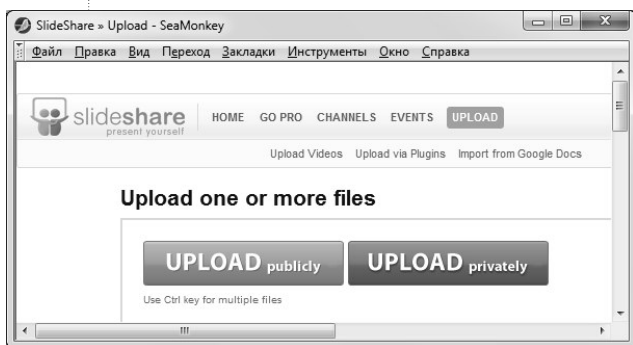 SlideShare » Upload - SeaMonkey
Файл Правка Вид Переход Закладки Инструменты Окно Справка
slideshare
present yourself
HOME GO PRO CHANNELS EVENTS UPLOAD
Upload Videos Upload via Plugins Import from Google Docs
Upload one or more files
UPLOAD publicly UPLOAD privately
Use Ctrl key for multiple files